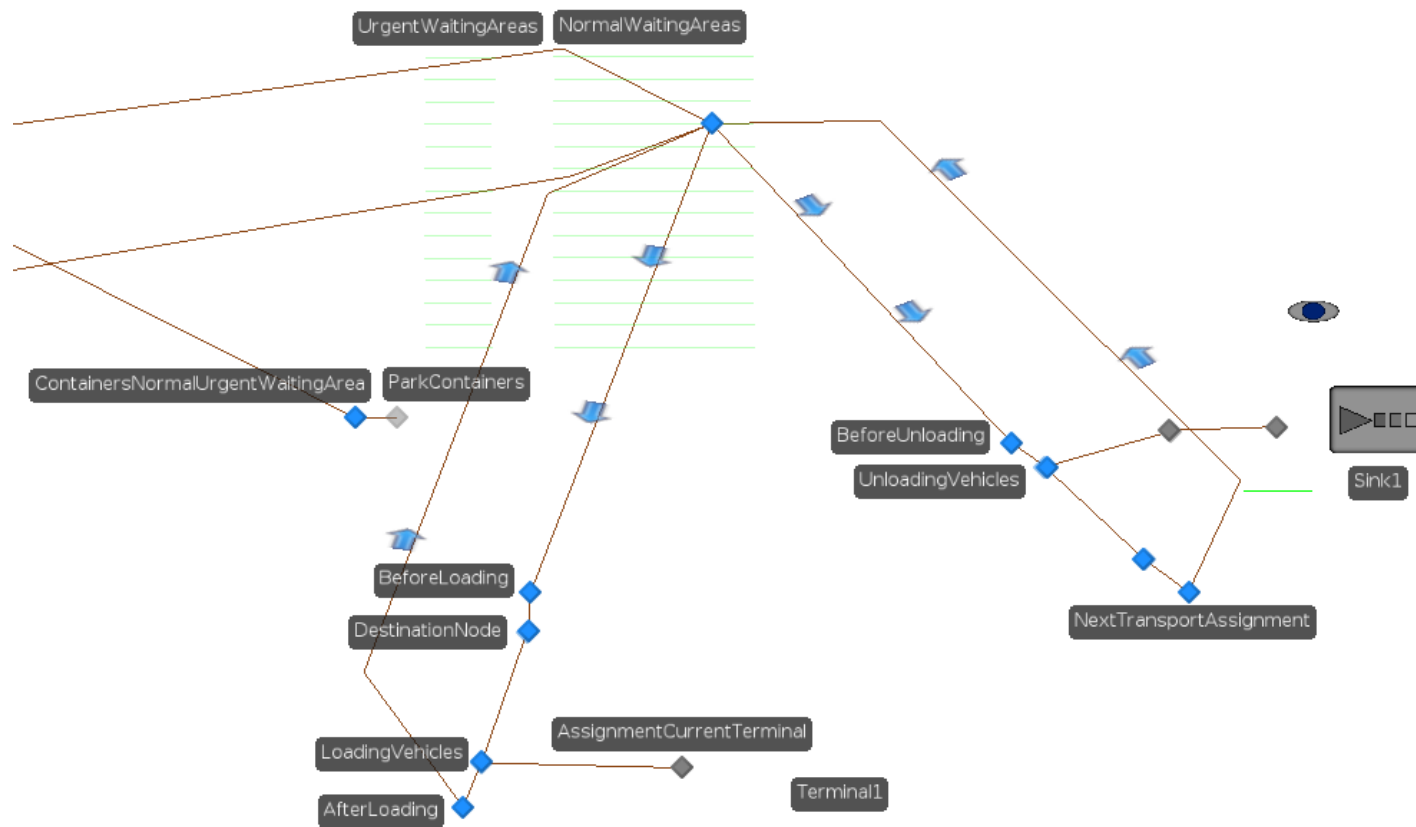 UrgentWaitingAreas
NormalWaitingAreas
ContainersNormalUrgentWaitingArea
ParkContainers
BeforeUnloading
UnloadingVehicles
Sink1
BeforeLoading
DestinationNode
NextTransportAssignment
AssignmentCurrentTerminal
LoadingVehicles
Terminal1
AfterLoading